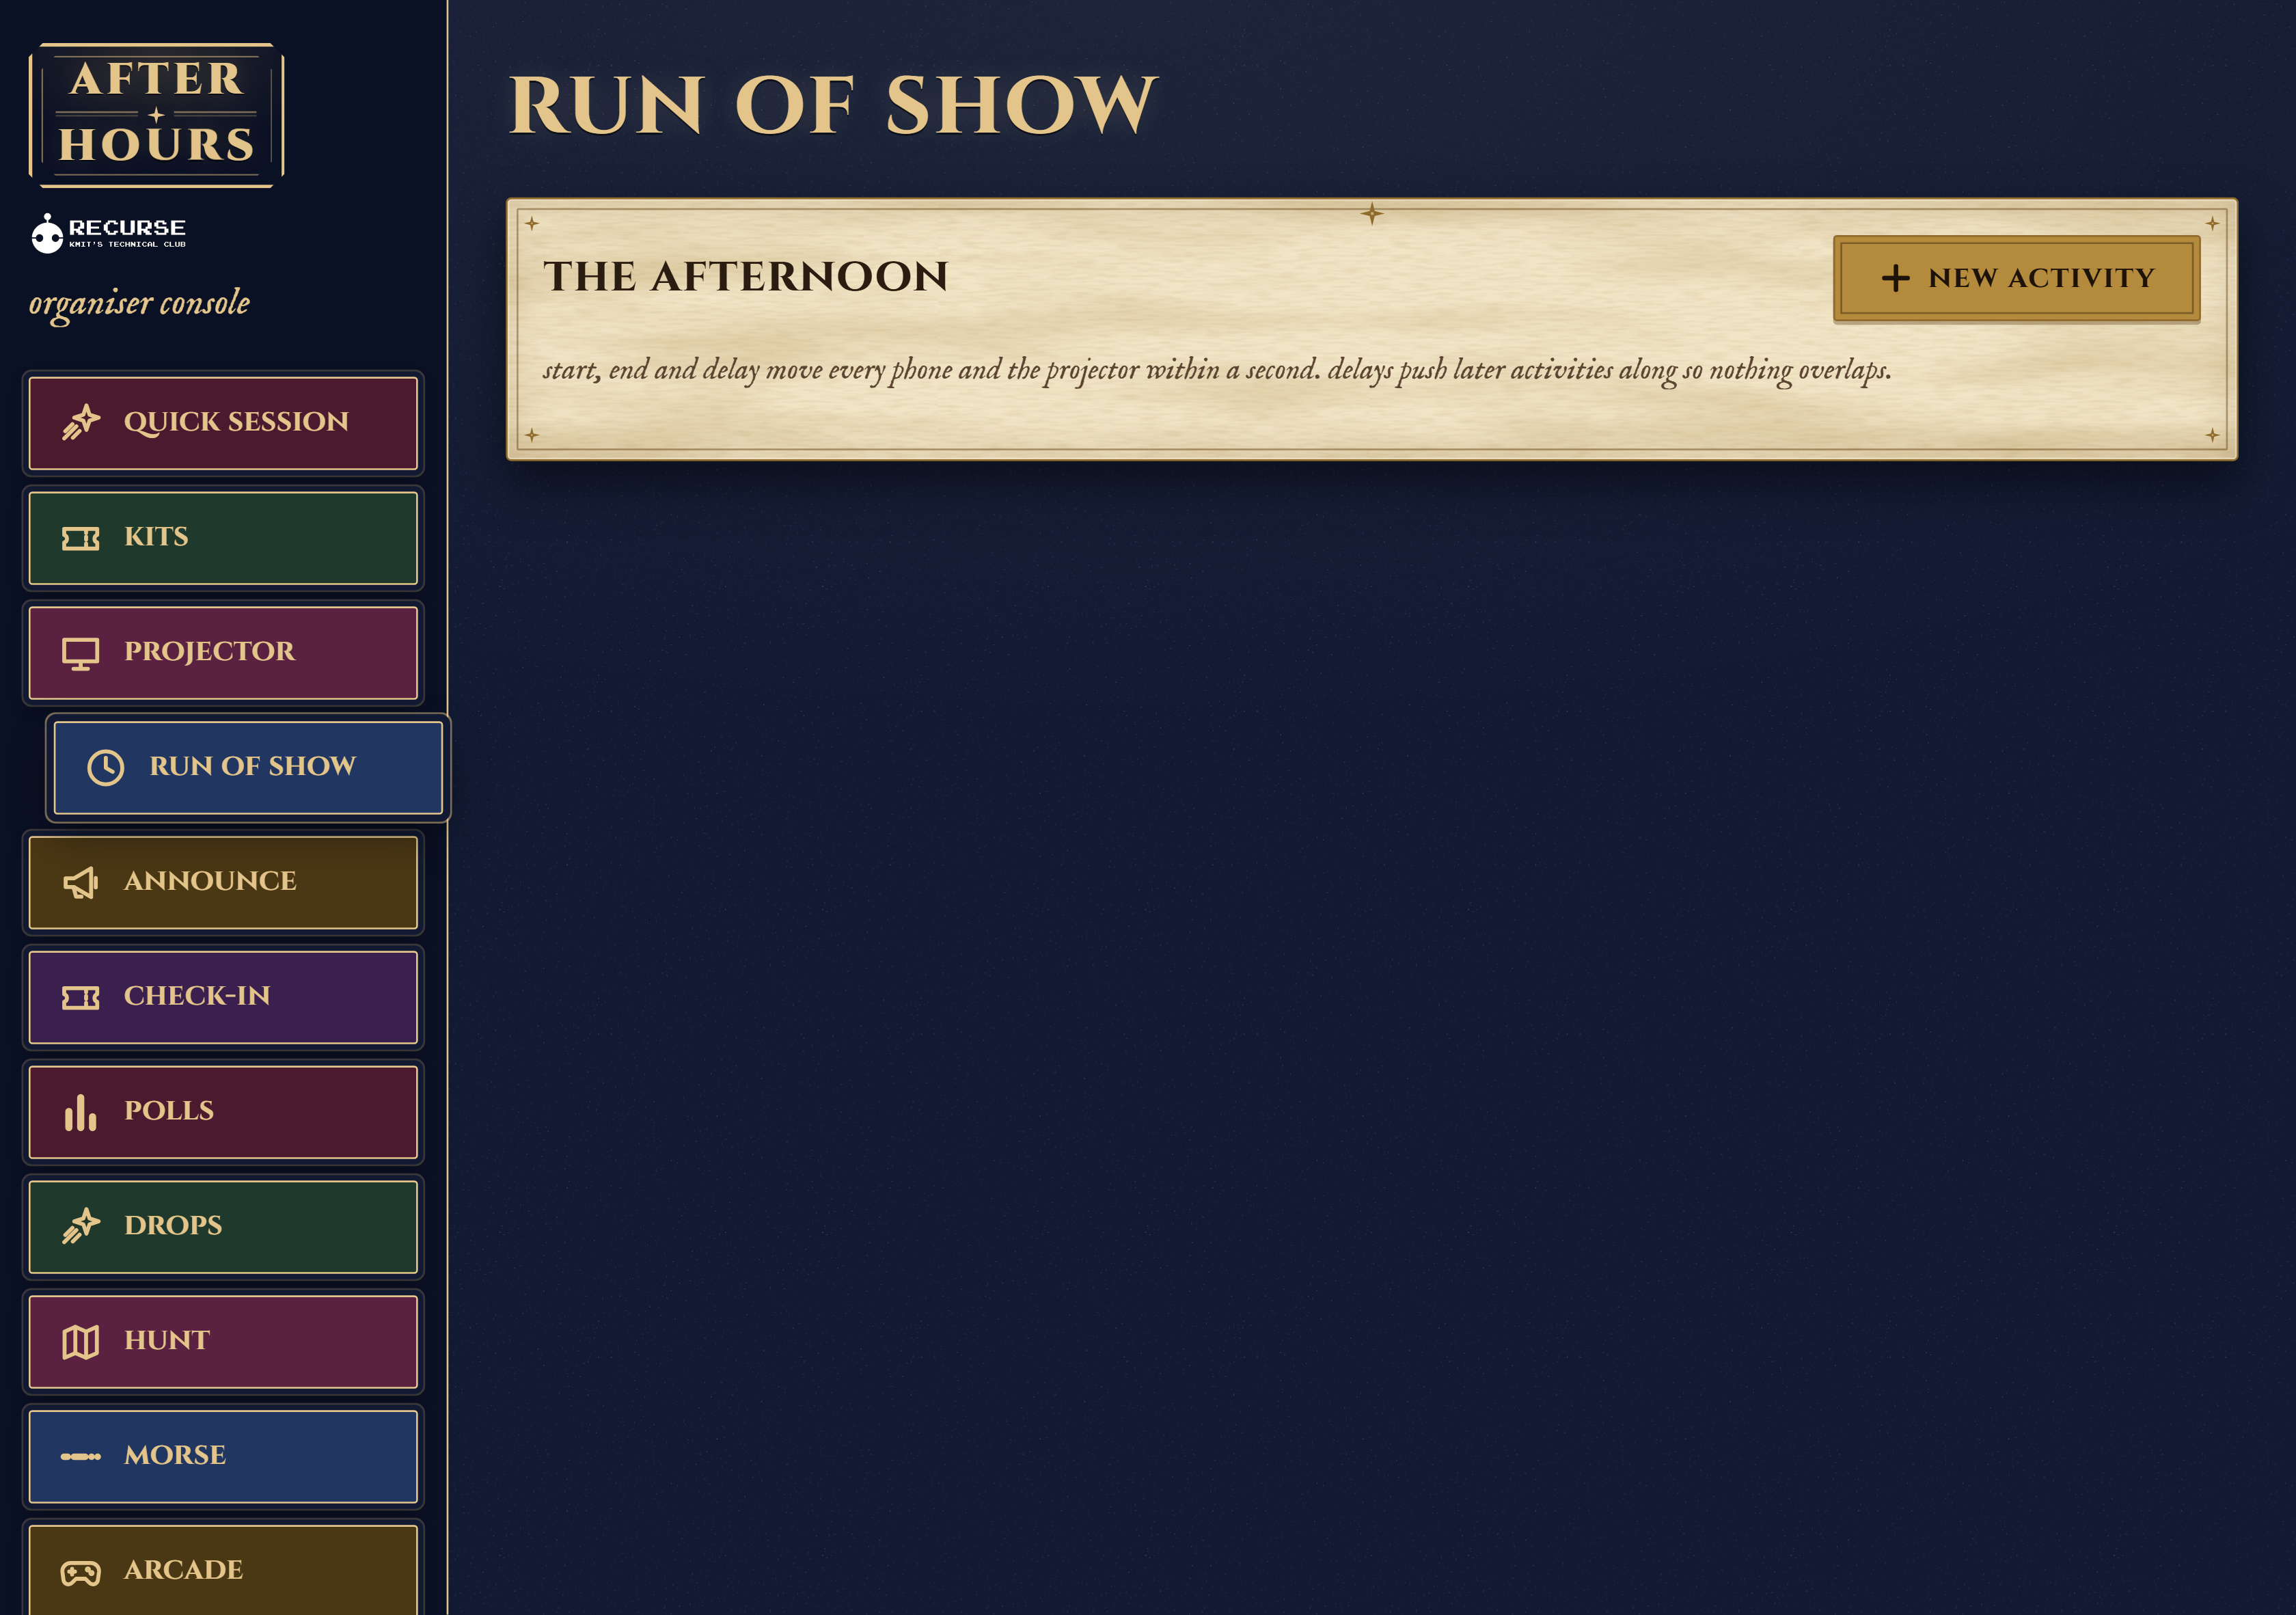 AFTER
HOURS
RECURSE
KMIT'S TECHNICAL CLUB
organiser console
QUICK SESSION
KITS
PROJECTOR
RUN OF SHOW
ANNOUNCE
CHECK-IN
POLLS
DROPS
HUNT
MORSE
ARCADE
RUN OF SHOW
THE AFTERNOON
NEW ACTIVITY
start, end and delay move every phone and the projector within a second. delays push later activities along so nothing overlaps.